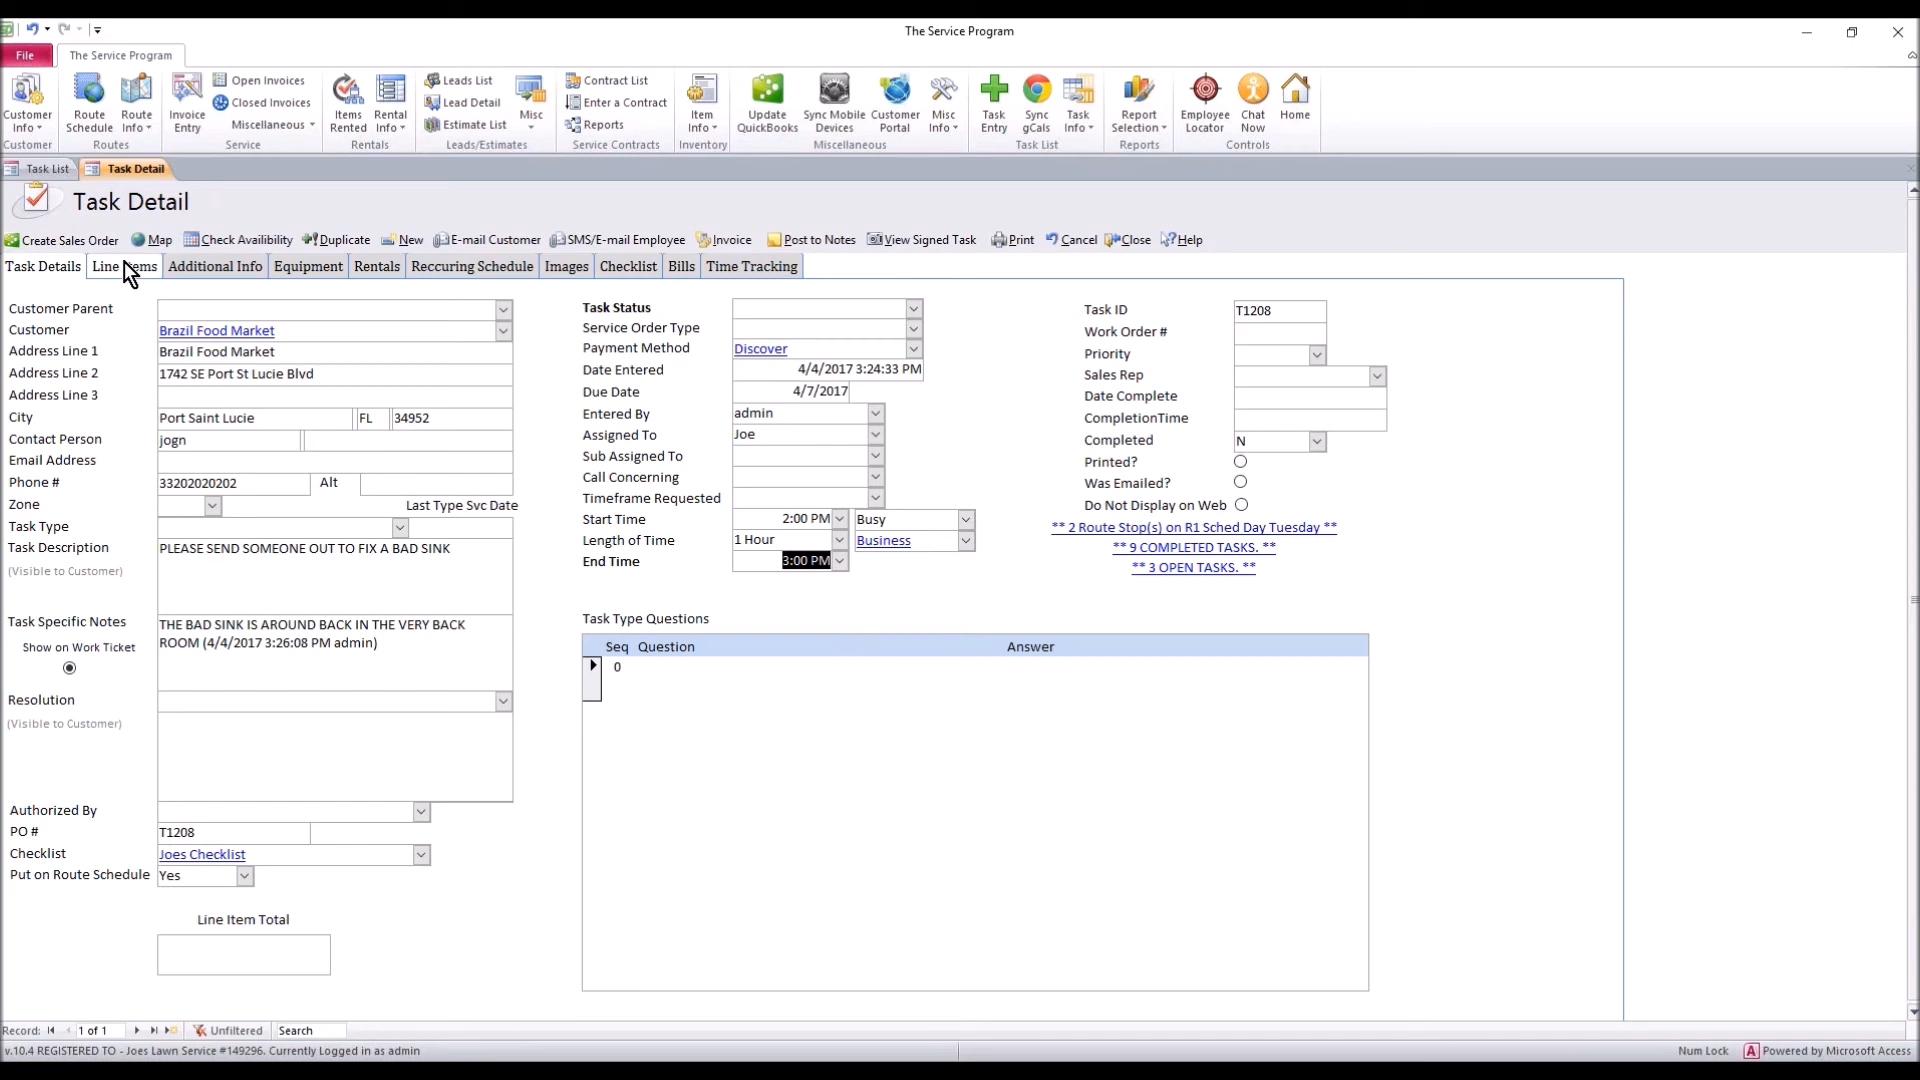 The Service Program
File
The Service Program
Customer Info
Route Schedule
Route Info
Invoice Entry
Open Invoices
Closed Invoices
Miscellaneous
Items Rented
Rental Info
Leads List
Lead Detail
Estimate List
Misc
Contract List
Enter a Contract
Reports
Item Info
Update QuickBooks
Sync Mobile Devices
Customer Portal
Misc Info
Task Entry
Sync gCals
Task Info
Report Selection
Employee Locator
Chat Now
Home
Customer Routes Service Rentals Leads/Estimates Service Contracts Inventory Miscellaneous Task List Reports Controls
Task List Task Detail
Task Detail
Create Sales Order Map Check Availibility Duplicate New E-mail Customer SMS/E-mail Employee Invoice Post to Notes View Signed Task Print Cancel Close Help
Task Details Line Items Additional Info Equipment Rentals Reccuring Schedule Images Checklist Bills Time Tracking
Customer Parent
Customer Brazil Food Market
Address Line 1 Brazil Food Market
Address Line 2 1742 SE Port St Lucie Blvd
Address Line 3
City Port Saint Lucie FL 34952
Contact Person jogn
Email Address
Phone # 33202020202 Alt
Zone Last Type Svc Date
Task Type
Task Description PLEASE SEND SOMEONE OUT TO FIX A BAD SINK
(Visible to Customer)
Task Specific Notes THE BAD SINK IS AROUND BACK IN THE VERY BACK
ROOM (4/4/2017 3:26:08 PM admin)
Show on Work Ticket
Resolution
(Visible to Customer)
Authorized By
PO # T1208
Checklist Joes Checklist
Put on Route Schedule Yes
Line Item Total
Task Status
Service Order Type
Payment Method Discover
Date Entered 4/4/2017 3:24:33 PM
Due Date 4/7/2017
Entered By admin
Assigned To Joe
Sub Assigned To
Call Concerning
Timeframe Requested
Start Time 2:00 PM Busy
Length of Time 1 Hour Business
End Time 3:00 PM
Task Type Questions
Seq Question Answer
0
Task ID T1208
Work Order #
Priority
Sales Rep
Date Complete
CompletionTime
Completed N
Printed?
Was Emailed?
Do Not Display on Web
** 2 Route Stop(s) on R1 Sched Day Tuesday **
** 9 COMPLETED TASKS. **
** 3 OPEN TASKS. **
Record: 1 of 1 Unfiltered Search
v.10.4 REGISTERED TO - Joes Lawn Service #149296. Currently Logged in as admin Num Lock Powered by Microsoft Access